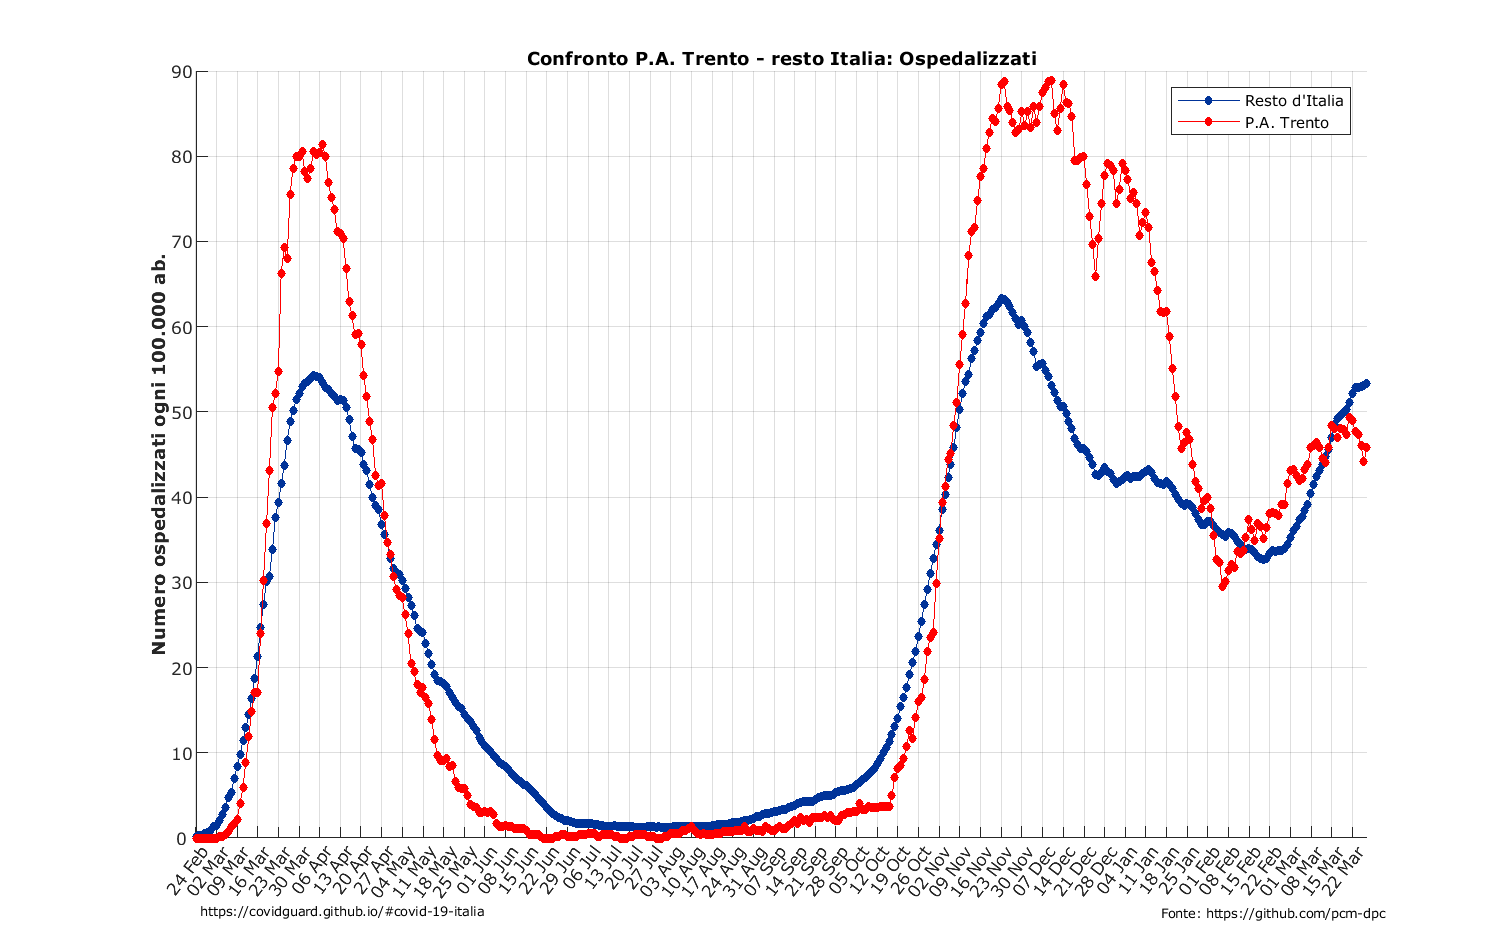 Confronto P.A. Trento - resto Italia: Ospedalizzati
Numero ospedalizzati ogni 100.000 ab.
90
80
70
60
50
40
30
20
10
0
Resto d'Italia
P.A. Trento
24 Feb
02 Mar
09 Mar
16 Mar
23 Mar
30 Mar
06 Apr
13 Apr
20 Apr
27 Apr
04 May
11 May
18 May
25 May
01 Jun
08 Jun
15 Jun
22 Jun
29 Jun
06 Jul
13 Jul
20 Jul
27 Jul
03 Aug
10 Aug
17 Aug
24 Aug
31 Aug
07 Sep
14 Sep
21 Sep
28 Sep
05 Oct
12 Oct
19 Oct
26 Oct
02 Nov
09 Nov
16 Nov
23 Nov
30 Nov
07 Dec
14 Dec
21 Dec
28 Dec
04 Jan
11 Jan
18 Jan
25 Jan
01 Feb
08 Feb
15 Feb
22 Feb
01 Mar
08 Mar
15 Mar
22 Mar
https://covidguard.github.io/#covid-19-italia
Fonte: https://github.com/pcm-dpc